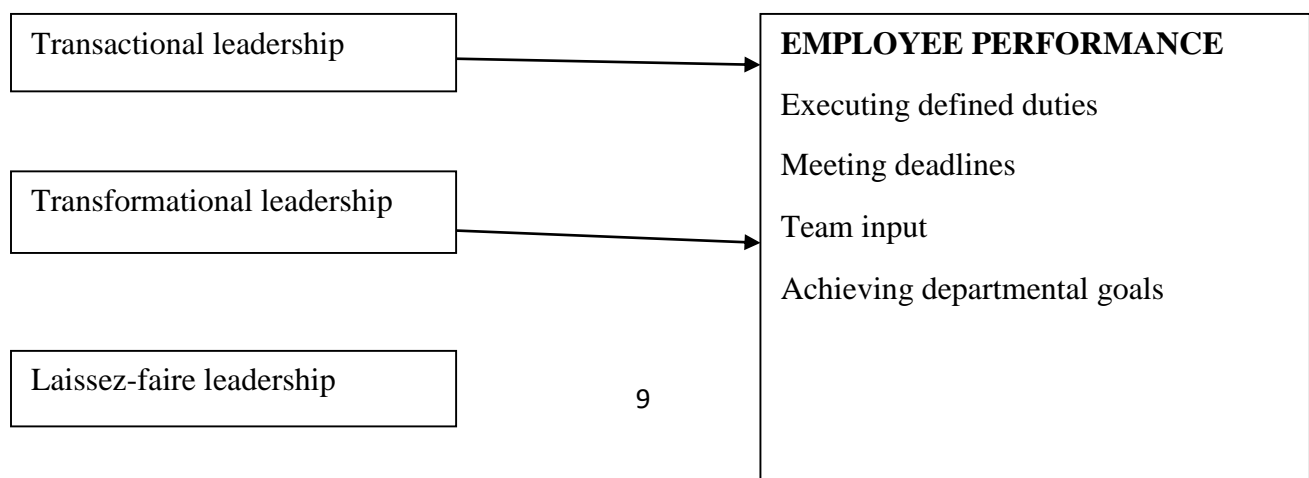 Transactional leadership
Transformational leadership
Laissez-faire leadership
EMPLOYEE PERFORMANCE
Executing defined duties
Meeting deadlines
Team input
Achieving departmental goals
9